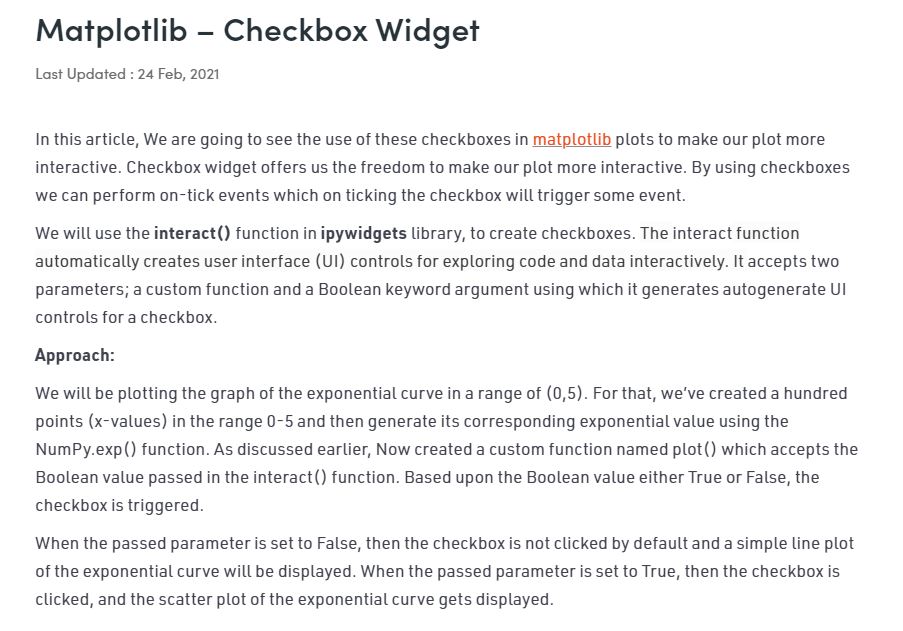 Matplotlib – Checkbox Widget
Last Updated : 24 Feb, 2021
In this article, We are going to see the use of these checkboxes in matplotlib plots to make our plot more
interactive. Checkbox widget offers us the freedom to make our plot more interactive. By using checkboxes
we can perform on-tick events which on ticking the checkbox will trigger some event.
We will use the interact() function in ipywidgets library, to create checkboxes. The interact function
automatically creates user interface (UI) controls for exploring code and data interactively. It accepts two
parameters; a custom function and a Boolean keyword argument using which it generates autogenerate UI
controls for a checkbox.
Approach:
We will be plotting the graph of the exponential curve in a range of (0,5). For that, we’ve created a hundred
points (x-values) in the range 0-5 and then generate its corresponding exponential value using the
NumPy.exp() function. As discussed earlier, Now created a custom function named plot() which accepts the
Boolean value passed in the interact() function. Based upon the Boolean value either True or False, the
checkbox is triggered.
When the passed parameter is set to False, then the checkbox is not clicked by default and a simple line plot
of the exponential curve will be displayed. When the passed parameter is set to True, then the checkbox is
clicked, and the scatter plot of the exponential curve gets displayed.